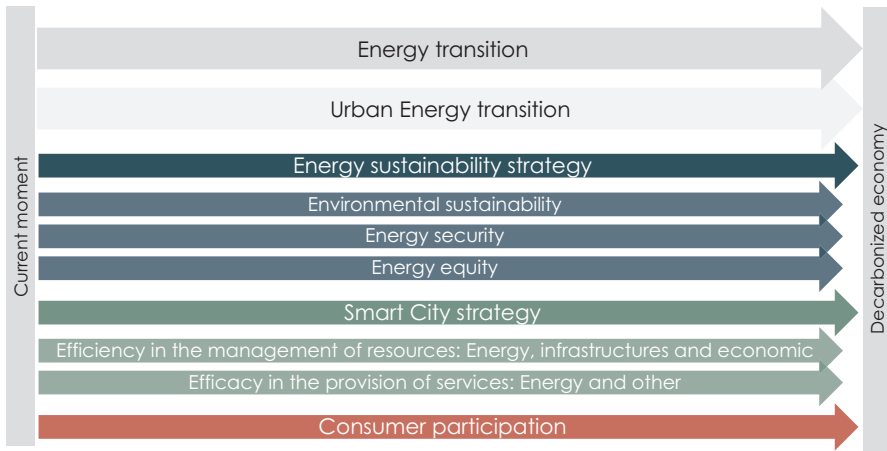 Current moment
Energy transition
Urban Energy transition
Energy sustainability strategy
Environmental sustainability
Energy security
Energy equity
Smart City strategy
Efficiency in the management of resources: Energy, infrastructures and economic
Efficacy in the provision of services: Energy and other
Consumer participation
Decarbonized economy